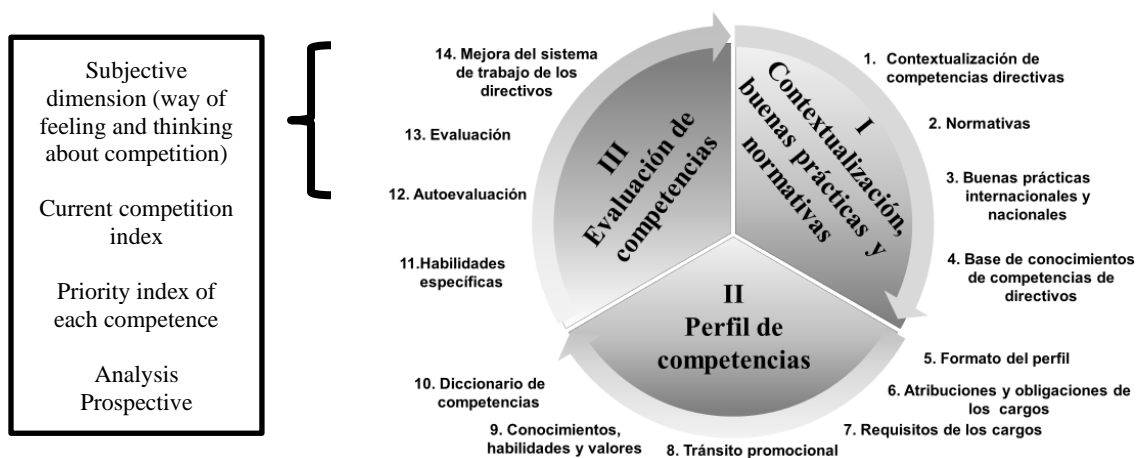 Subjective
dimension (way of
feeling and thinking
about competition)
Current competition
index
Priority index of
each competence
Analysis
Prospective
I
Contextualización,
buenas prácticas y
normativas
II
Perfil de
competencias
III
Evaluación de
competencias
1. Contextualización de
competencias directivas
2. Normativas
3. Buenas prácticas
internacionales y
nacionales
4. Base de conocimientos
de competencias de
directivos
5. Formato del perfil
6. Atribuciones y obligaciones de
los cargos
7. Requisitos de los cargos
8. Tránsito promocional
9. Conocimientos,
habilidades y valores
10. Diccionario de
competencias
11.Habilidades
específicas
12. Autoevaluación
13. Evaluación
14. Mejora del sistema
de trabajo de los
directivos